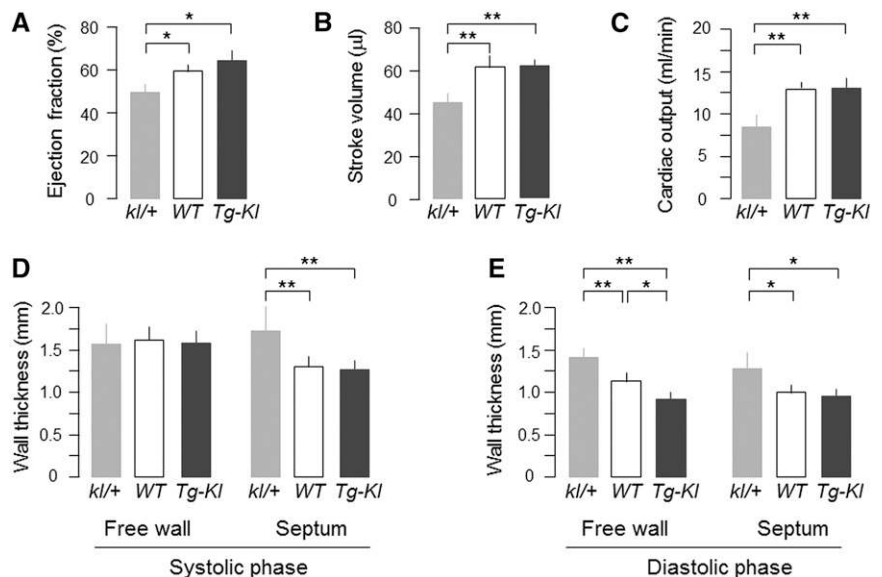 A
Ejection fraction (%)
80
60
40
20
0
*
*
kl/+ WT Tg-Kl
B
Stroke volume (μl)
80
60
40
20
0
**
**
kl/+ WT Tg-Kl
C
Cardiac output (ml/min)
20
15
10
15
0
**
**
kl/+ WT Tg-Kl
D
Wall thickness (mm)
2.0
1.5
1.0
0.5
0
**
**
kl/+ WT Tg-Kl kl/+ WT Tg-Kl
Free wall Septum
Systolic phase
E
Wall thickness (mm)
2.0
1.5
1.0
0.5
0
**
** *
*
*
kl/+ WT Tg-Kl kl/+ WT Tg-Kl
Free wall Septum
Diastolic phase